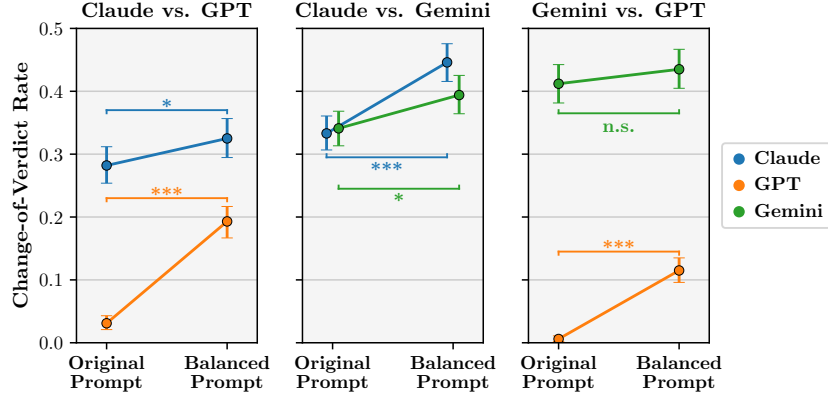 Claude vs. GPT
Claude vs. Gemini
Gemini vs. GPT
Change-of-Verdict Rate
0.5
0.4
0.3
0.2
0.1
0.0
*
***
***
*
n.s.
***
Original
Prompt
Balanced
Prompt
Original
Prompt
Balanced
Prompt
Original
Prompt
Balanced
Prompt
Claude
GPT
Gemini